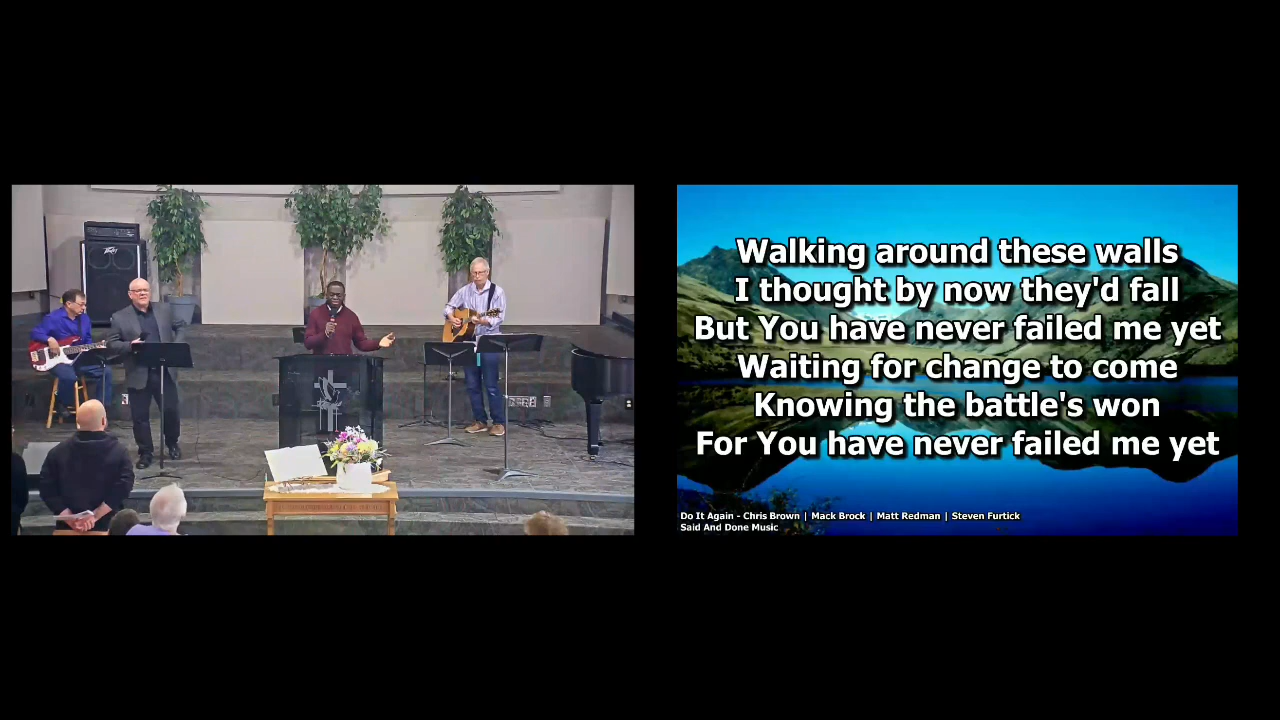 PEAVEY
Walking around these walls
I thought by now they'd fall
But You have never failed me yet
Waiting for change to come
Knowing the battle's won
For You have never failed me yet
Do It Again - Chris Brown | Mack Brock | Matt Redman | Steven Furtick
Said And Done Music